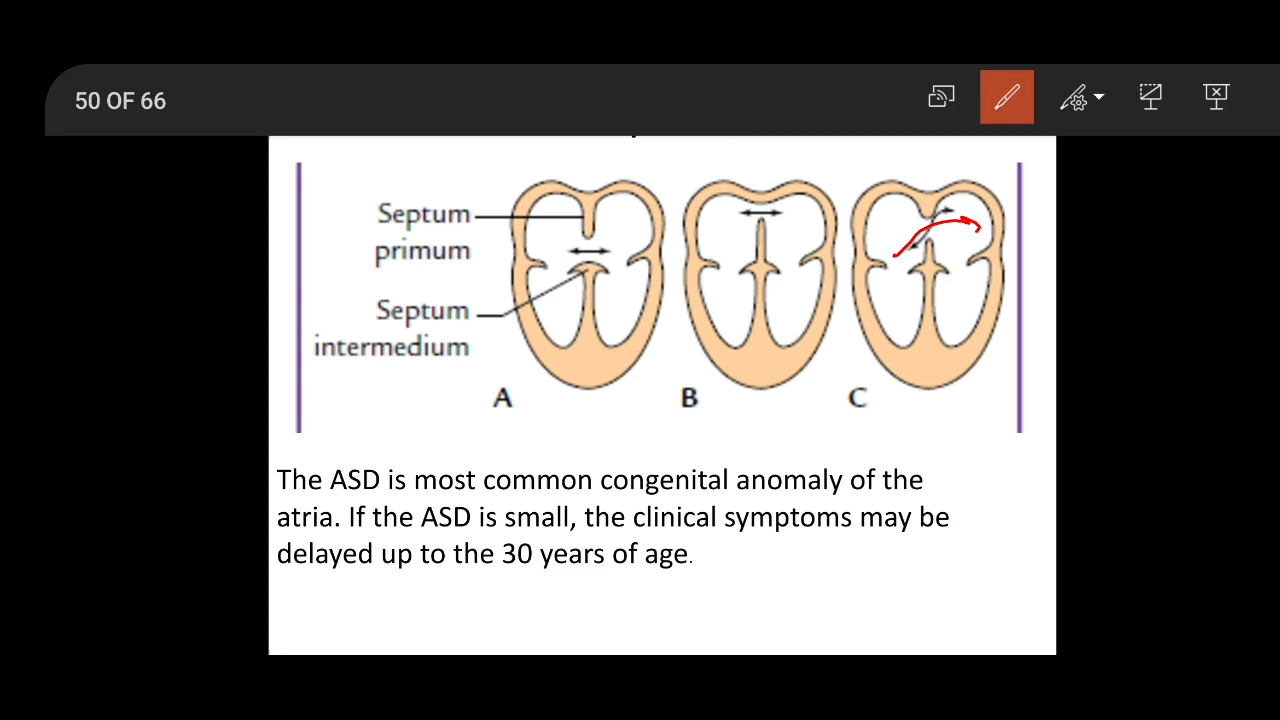 50 OF 66
Septum
primum
Septum
intermedium
A
B
C
The ASD is most common congenital anomaly of the
atria. If the ASD is small, the clinical symptoms may be
delayed up to the 30 years of age.